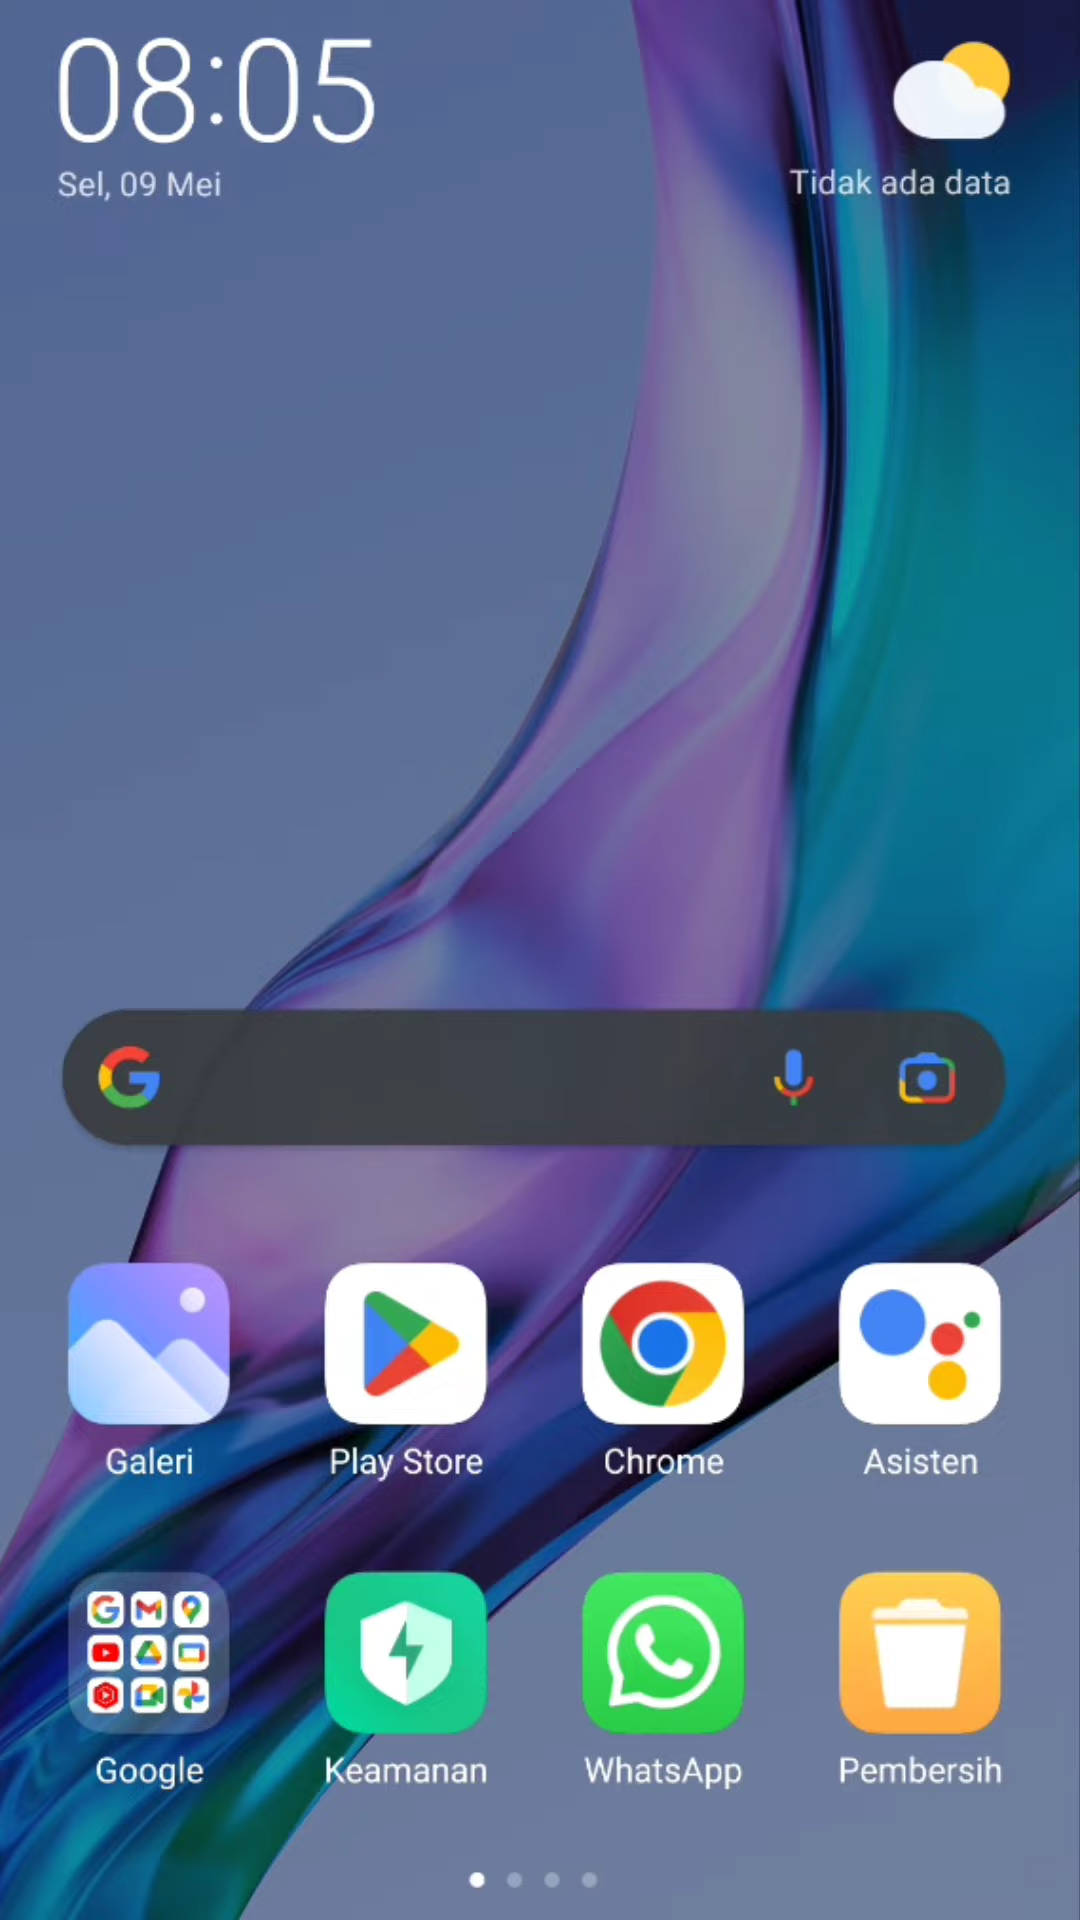 08:05
Sel, 09 Mei
Tidak ada data
Galeri
Play Store
Chrome
Asisten
Google
Keamanan
WhatsApp
Pembersih